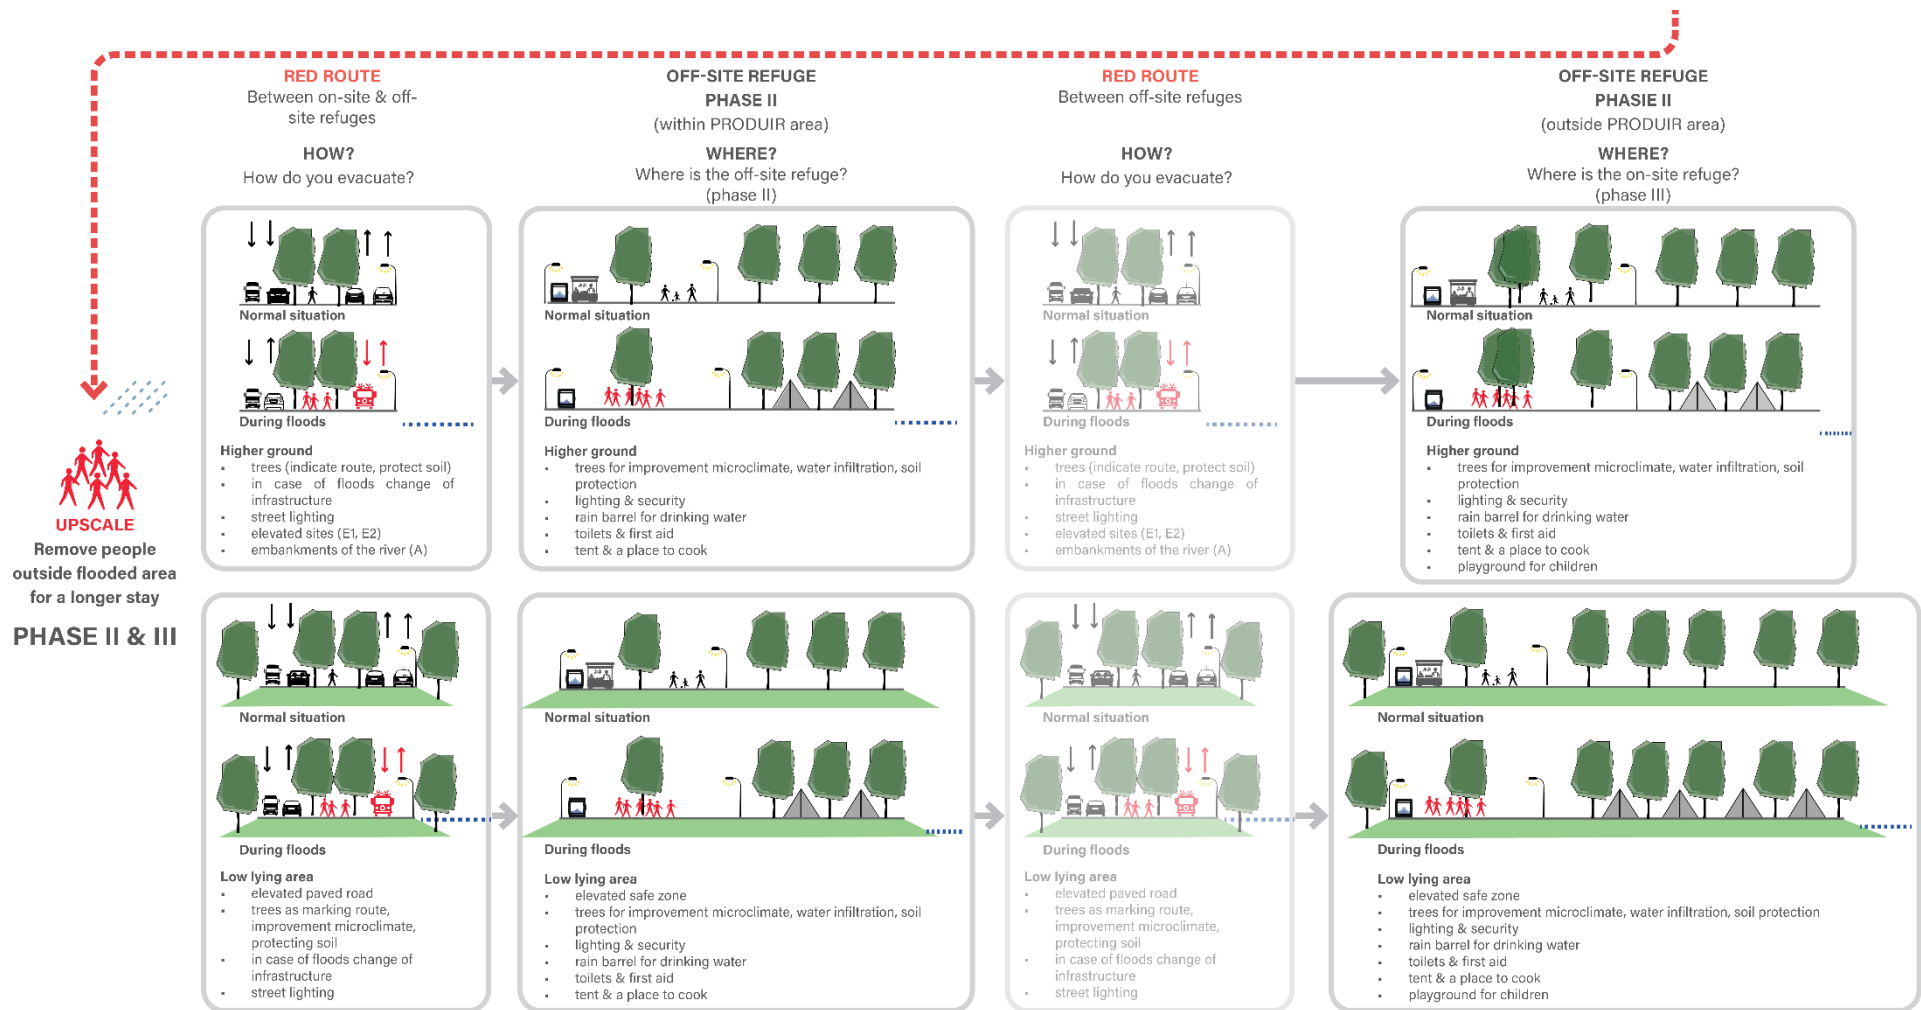 RED ROUTE
Between on-site & off-
site refuges
HOW?
How do you evacuate?
OFF-SITE REFUGE
PHASE II
(within PRODUIR area)
WHERE?
Where is the off-site refuge?
(phase II)
RED ROUTE
Between off-site refuges
HOW?
How do you evacuate?
OFF-SITE REFUGE
PHASIE II
(outside PRODUIR area)
WHERE?
Where is the on-site refuge?
(phase III)
UPSCALE
Remove people
outside flooded area
for a longer stay
PHASE II & III
Normal situation
During floods
Higher ground
▪ trees (indicate route, protect soil)
▪ in case of floods change of
infrastructure
▪ street lighting
▪ elevated sites (E1, E2)
▪ embankments of the river (A)
Normal situation
During floods
Higher ground
▪ trees for improvement microclimate, water infiltration, soil
protection
▪ lighting & security
▪ rain barrel for drinking water
▪ toilets & first aid
▪ tent & a place to cook
Normal situation
During floods
Higher ground
▪ trees (indicate route, protect soil)
▪ in case of floods change of
infrastructure
▪ street lighting
▪ elevated sites (E1, E2)
▪ embankments of the river (A)
Normal situation
During floods
Higher ground
▪ trees for improvement microclimate, water infiltration, soil
protection
▪ lighting & security
▪ rain barrel for drinking water
▪ toilets & first aid
▪ tent & a place to cook
▪ playground for children
Normal situation
During floods
Low lying area
▪ elevated paved road
▪ trees as marking route,
improvement microclimate,
protecting soil
▪ in case of floods change of
infrastructure
▪ street lighting
Normal situation
During floods
Low lying area
▪ elevated safe zone
▪ trees for improvement microclimate, water infiltration, soil
protection
▪ lighting & security
▪ rain barrel for drinking water
▪ toilets & first aid
▪ tent & a place to cook
Normal situation
During floods
Low lying area
▪ elevated paved road
▪ trees as marking route,
improvement microclimate,
protecting soil
▪ in case of floods change of
infrastructure
▪ street lighting
Normal situation
During floods
Low lying area
▪ elevated safe zone
▪ trees for improvement microclimate, water infiltration, soil protection
▪ lighting & security
▪ rain barrel for drinking water
▪ toilets & first aid
▪ tent & a place to cook
▪ playground for children